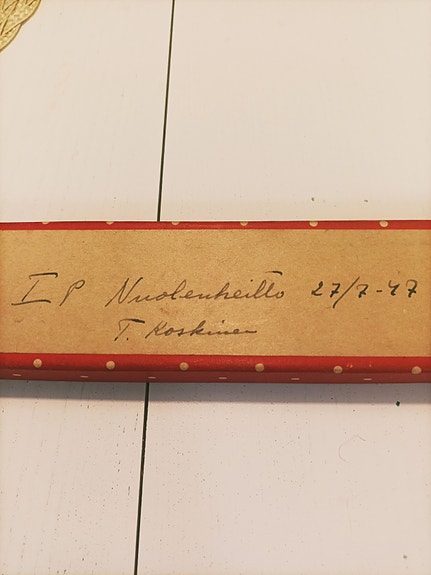 I P Nuolenheitto 27/7-47
T. Koskinen